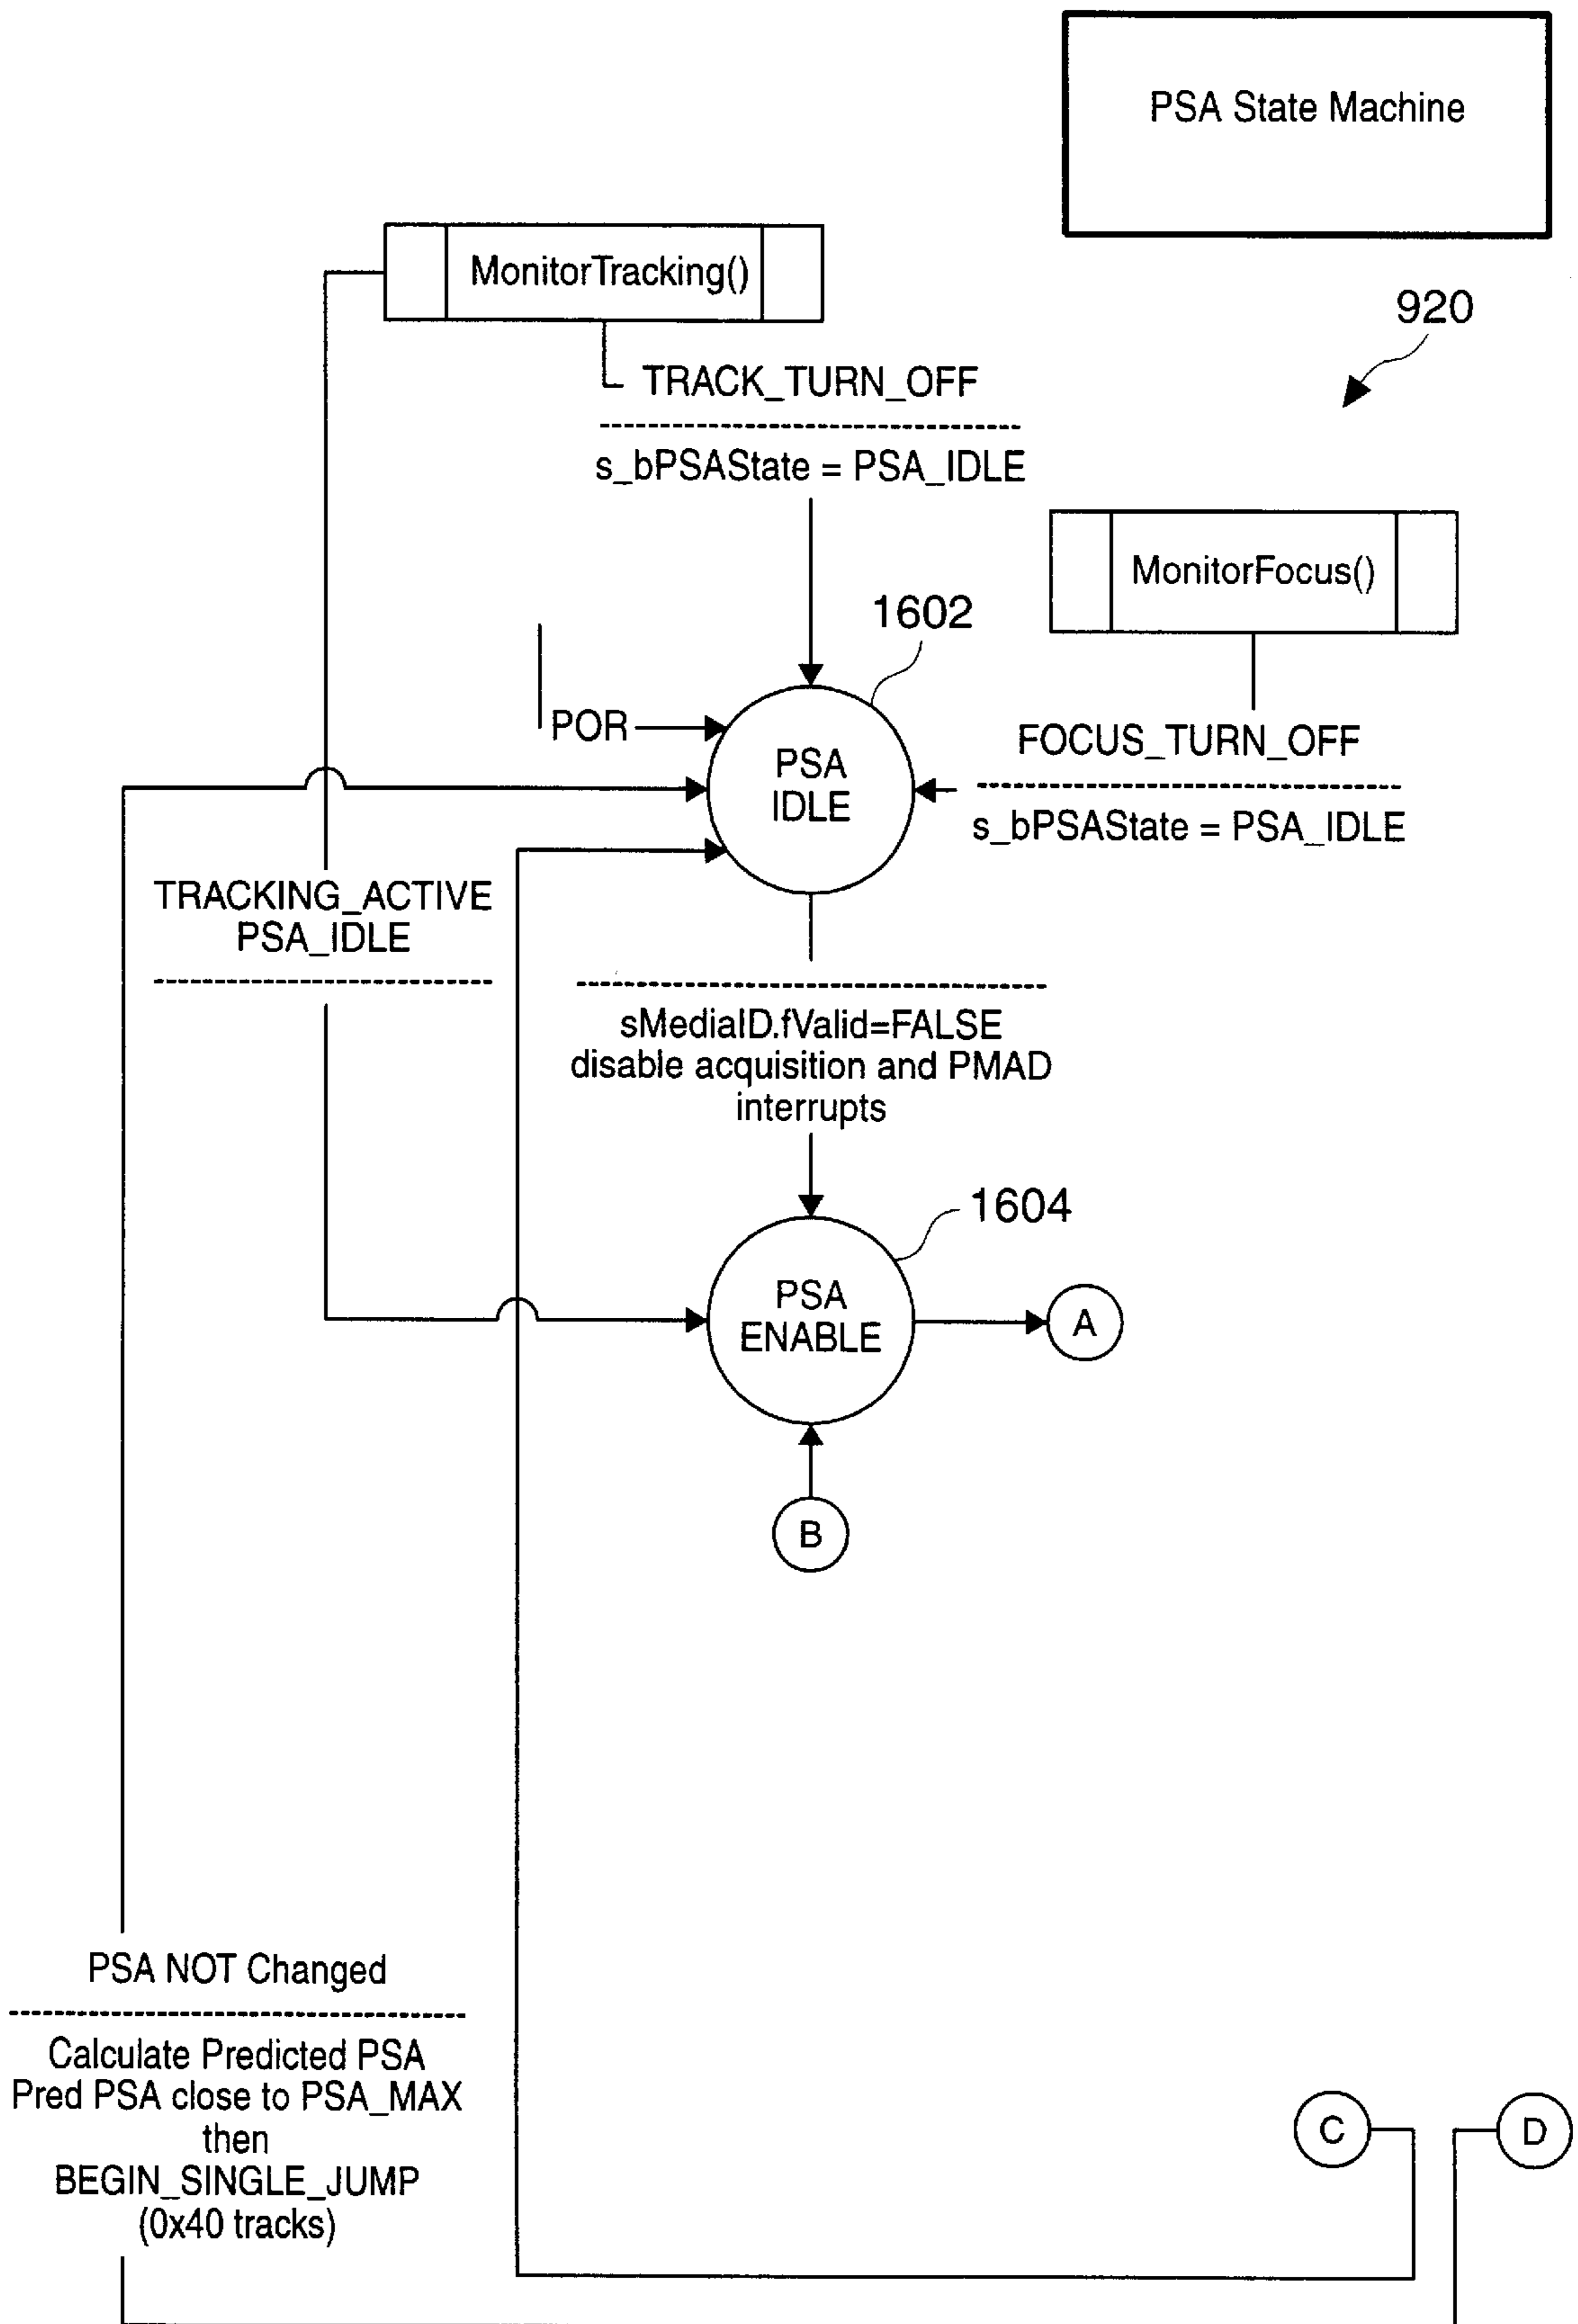 PSA State Machine
MonitorTracking()
920
TRACK_TURN_OFF
s_bPSAState = PSA_IDLE
MonitorFocus()
1602
POR
FOCUS_TURN_OFF
PSA
IDLE
s_bPSAState = PSA_IDLE
TRACKING_ACTIVE
PSA_IDLE
sMediaID.fValid=FALSE
disable acquisition and PMAD
interrupts
1604
PSA
ENABLE
A
B
PSA NOT Changed
Calculate Predicted PSA
Pred PSA close to PSA_MAX
then
BEGIN_SINGLE_JUMP
(0x40 tracks)
C
D